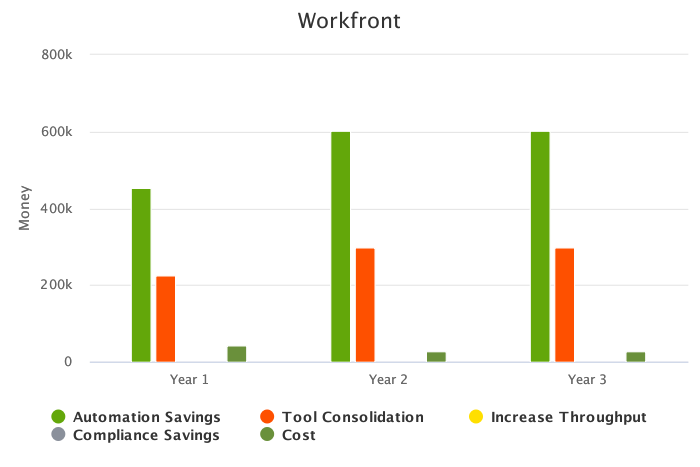 Workfront
800k
600k
400k
200k
0
Money
Year 1 Year 2 Year 3
Automation Savings Tool Consolidation Increase Throughput
Compliance Savings Cost